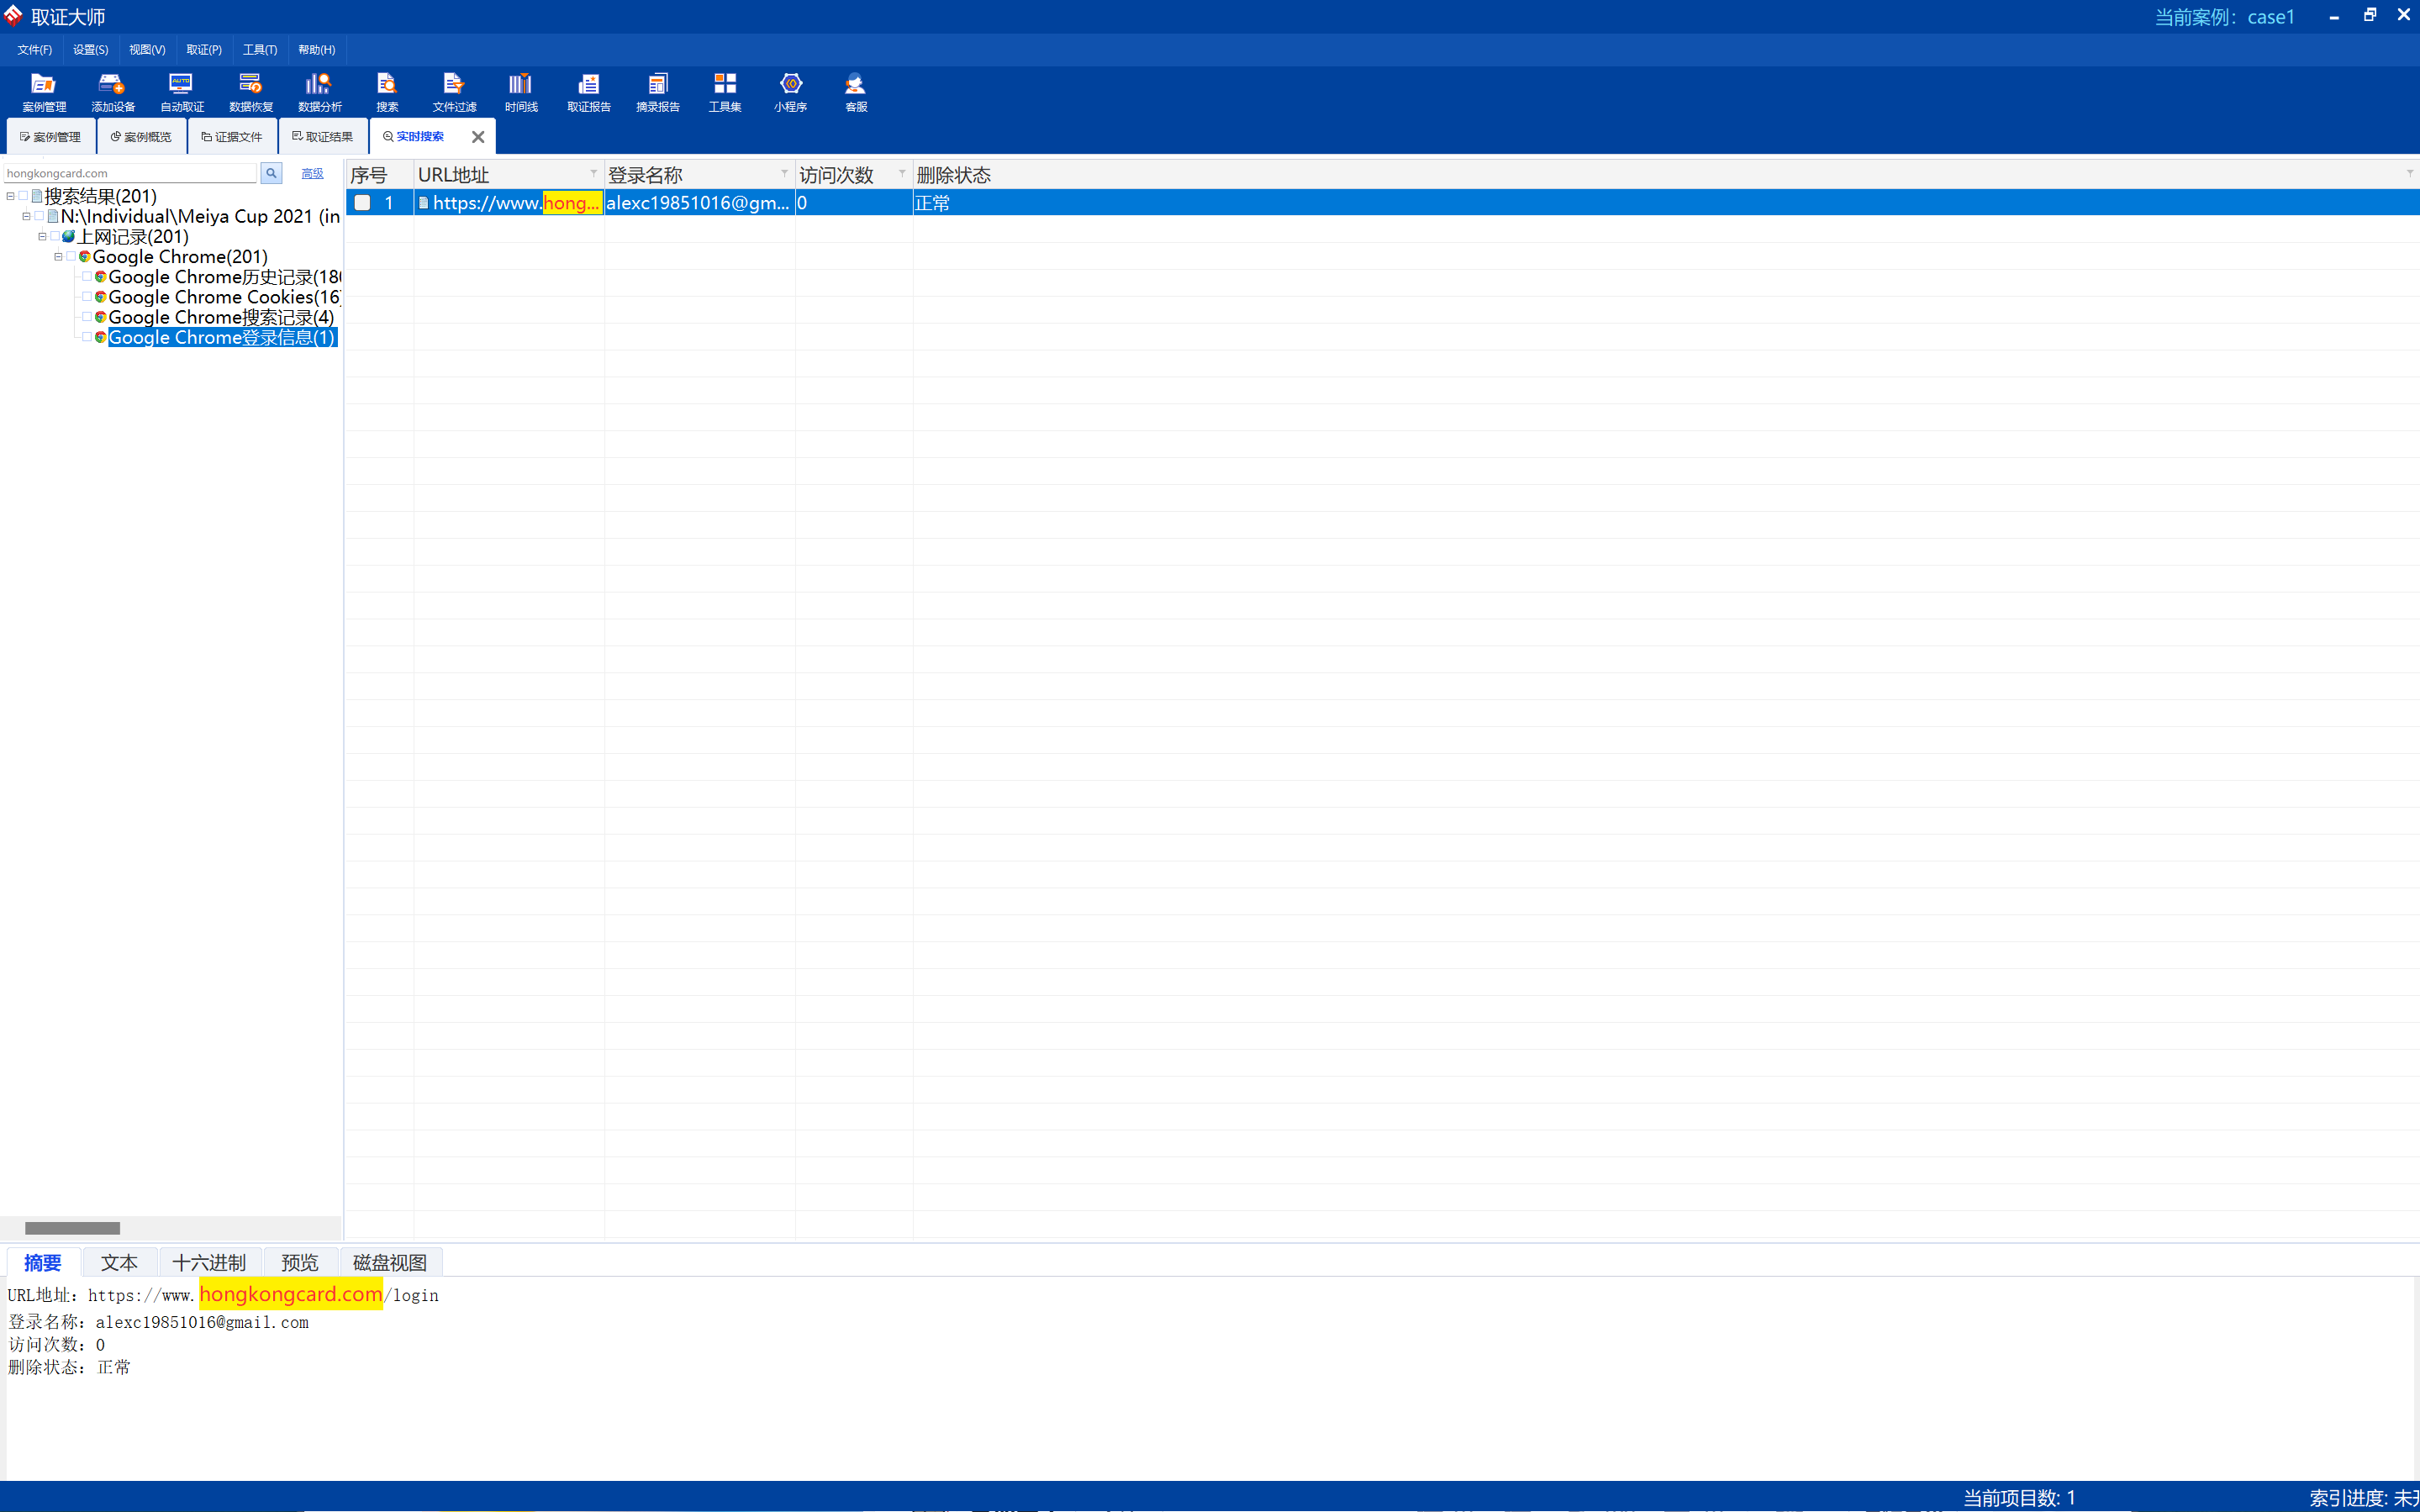 取证大师
当前案例：case1
文件(F) 设置(S) 视图(V) 取证(P) 工具(T) 帮助(H)
案例管理 添加设备 自动取证 数据恢复 数据分析 搜索 文件过滤 时间线 取证报告 摘录报告 工具集 小程序 客服
案例管理 案例概览 证据文件 取证结果 实时搜索
hongkongcard.com 高级
序号 URL地址 登录名称 访问次数 删除状态
1 https://www.hong... alexc19851016@gm... 0 正常
搜索结果(201)
N:\Individual\Meiya Cup 2021 (in
上网记录(201)
Google Chrome(201)
Google Chrome历史记录(180
Google Chrome Cookies(16)
Google Chrome搜索记录(4)
Google Chrome登录信息(1)
摘要 文本 十六进制 预览 磁盘视图
URL地址：https://www.hongkongcard.com/login
登录名称：alexc19851016@gmail.com
访问次数：0
删除状态：正常
当前项目数: 1
索引进度: 未